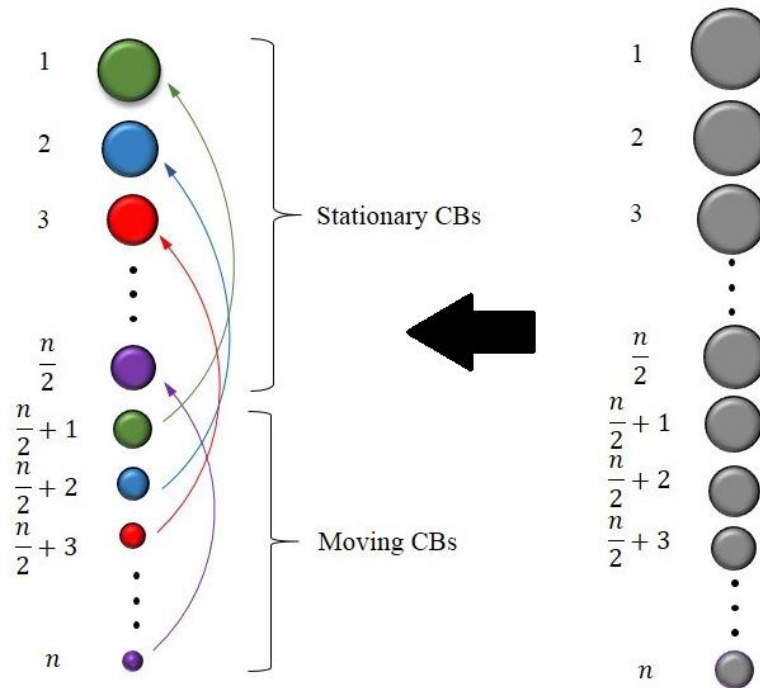 1
2
3
n/2
n/2 + 1
n/2 + 2
n/2 + 3
n
Stationary CBs
Moving CBs
1
2
3
n/2
n/2 + 1
n/2 + 2
n/2 + 3
n